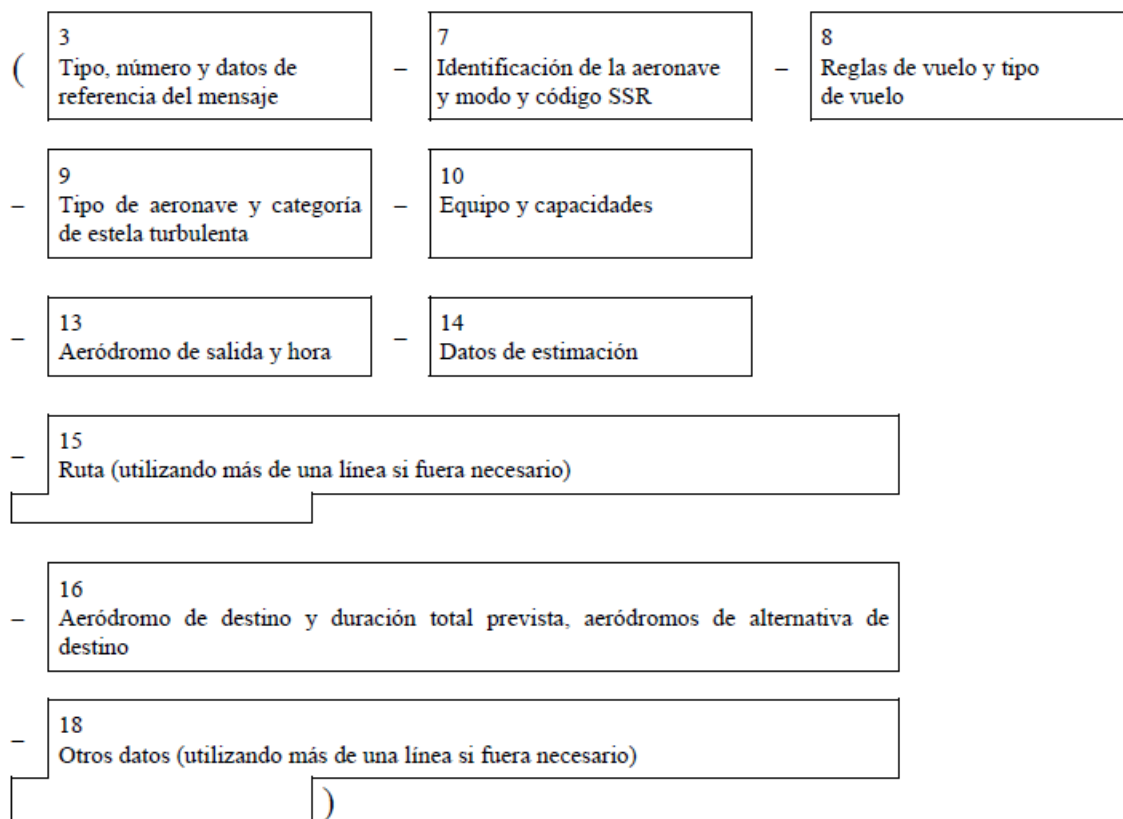 ( 3 – 7 – 8
Tipo, número y datos de Identificación de la aeronave Reglas de vuelo y tipo
referencia del mensaje y modo y código SSR de vuelo
9 10
– Tipo de aeronave y categoría – Equipo y capacidades
de estela turbulenta
13 14
– Aeródromo de salida y hora – Datos de estimación
15
– Ruta (utilizando más de una línea si fuera necesario)
16
– Aeródromo de destino y duración total prevista, aeródromos de alternativa de
destino
18
– Otros datos (utilizando más de una línea si fuera necesario)
)